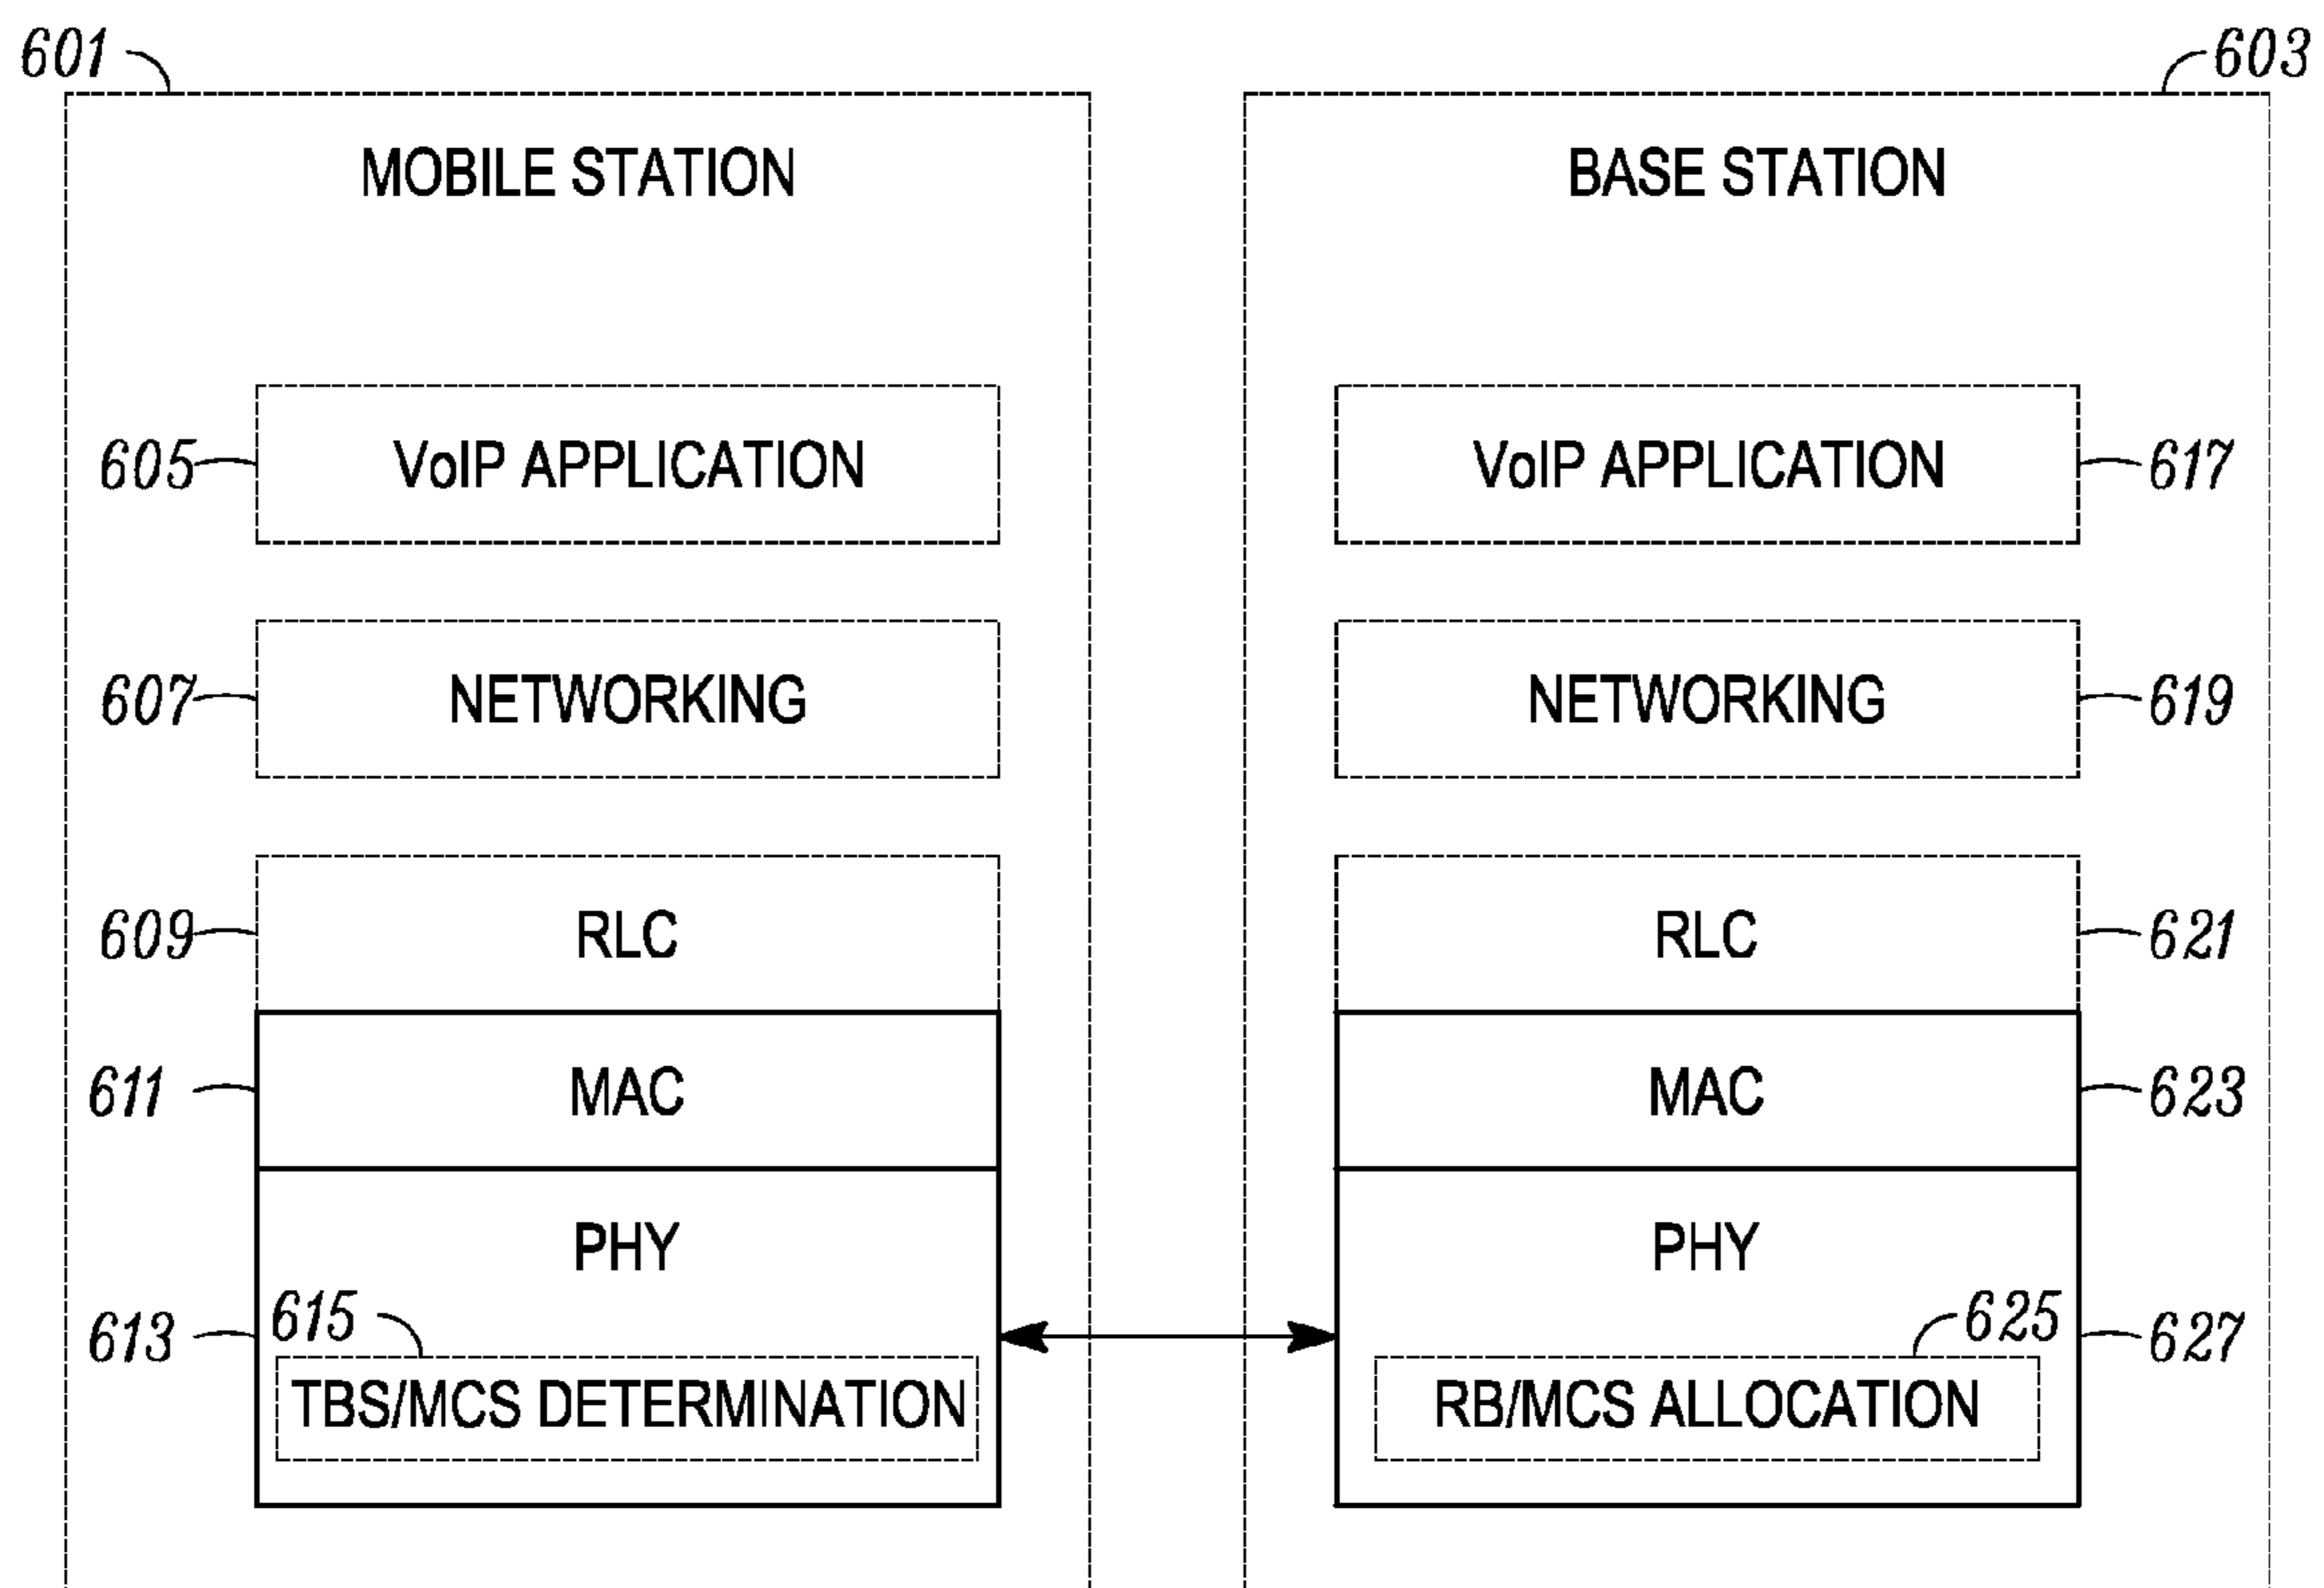 601
603
MOBILE STATION
BASE STATION
605
VoIP APPLICATION
VoIP APPLICATION
617
607
NETWORKING
NETWORKING
619
609
RLC
RLC
621
611
MAC
MAC
623
PHY
PHY
613
615
625
627
TBS/MCS DETERMINATION
RB/MCS ALLOCATION